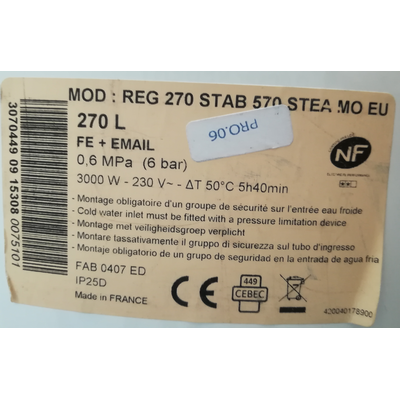 MOD : REG 270 STAB 570 STEA MO EU
270 L
PRO.06
FE + EMAIL
0,6 MPa (6 bar)
3000 W - 230 V~ - ΔT 50°C 5h40min
NF
- Montage obligatoire d'un groupe de sécurité sur l'entrée eau froide
- Cold water inlet must be fitted with a pressure limitation device
- Montage met veiligheidsgroep verplicht
- Montare tassativamente il gruppo di sicurezza sul tubo d'ingresso
- Montaje obligatorio de un grupo de seguridad en la entrada de agua fria
FAB 0407 ED
IP25D
Made in FRANCE
CE
449
CEBEC
3070449 09 15308 0075101